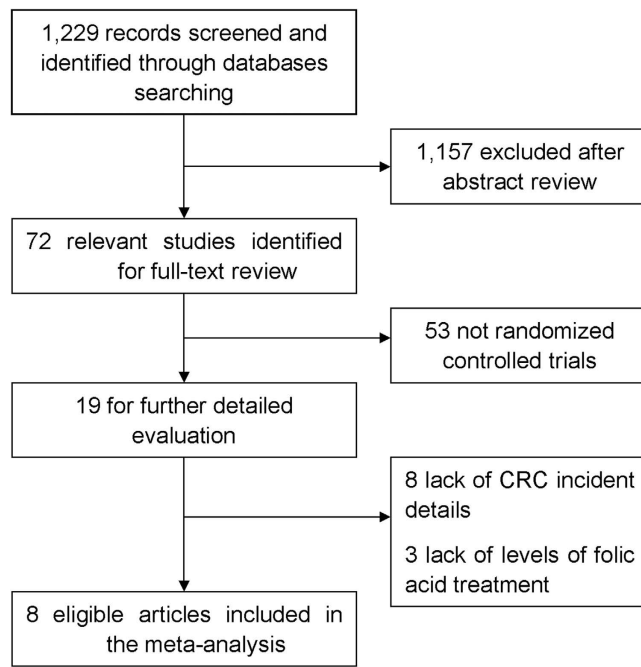 1,229 records screened and
identified through databases
searching
1,157 excluded after
abstract review
72 relevant studies identified
for full-text review
53 not randomized
controlled trials
19 for further detailed
evaluation
8 lack of CRC incident
details
3 lack of levels of folic
acid treatment
8 eligible articles included in
the meta-analysis